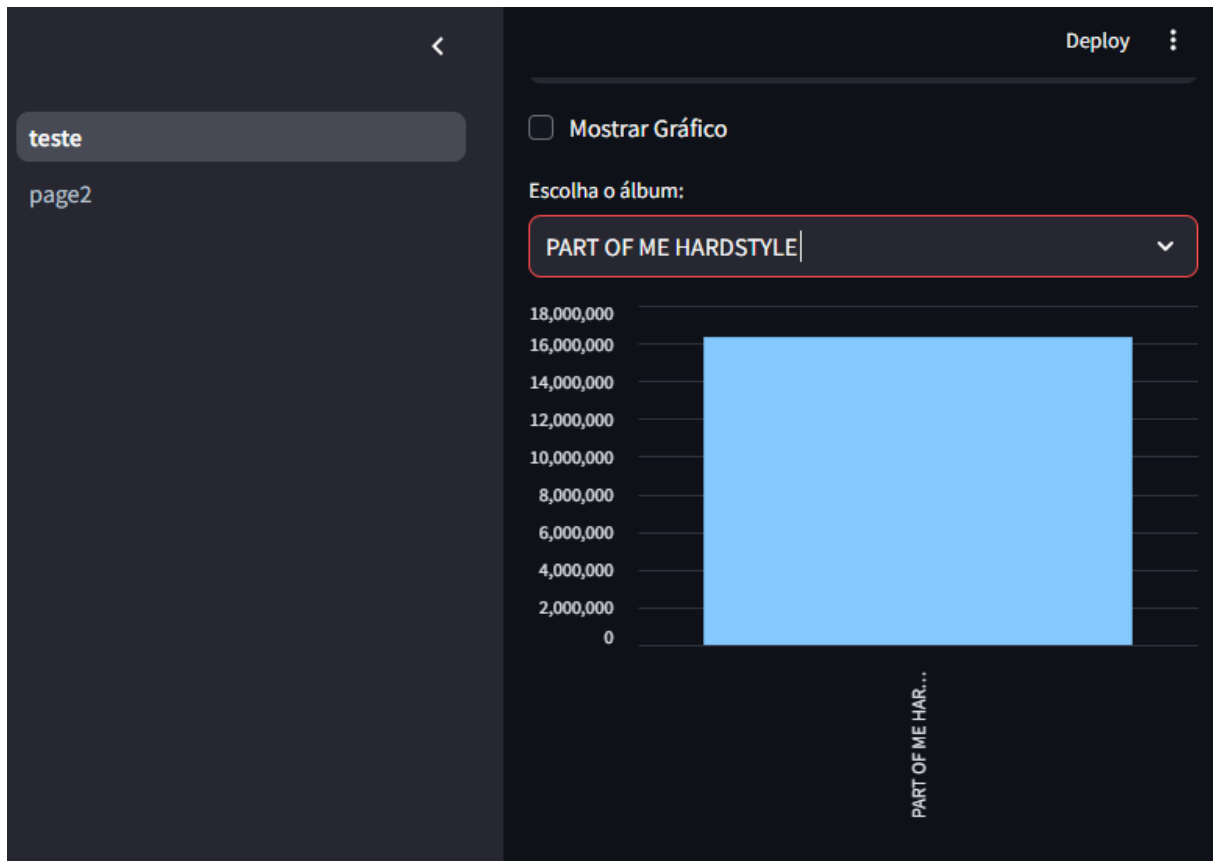 Deploy
teste
page2
Mostrar Gráfico
Escolha o álbum:
PART OF ME HARDSTYLE
18,000,000
16,000,000
14,000,000
12,000,000
10,000,000
8,000,000
6,000,000
4,000,000
2,000,000
0
PART OF ME HAR...